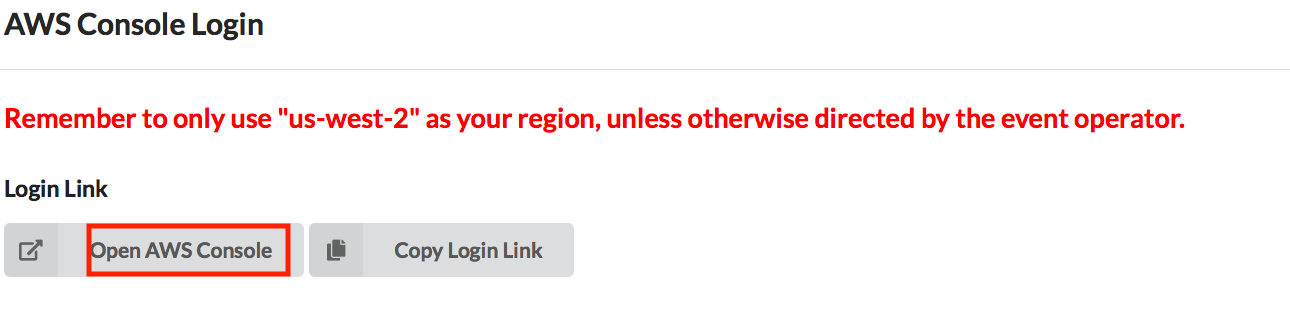 AWS Console Login
Remember to only use "us-west-2" as your region, unless otherwise directed by the event operator.
Login Link
Open AWS Console
Copy Login Link